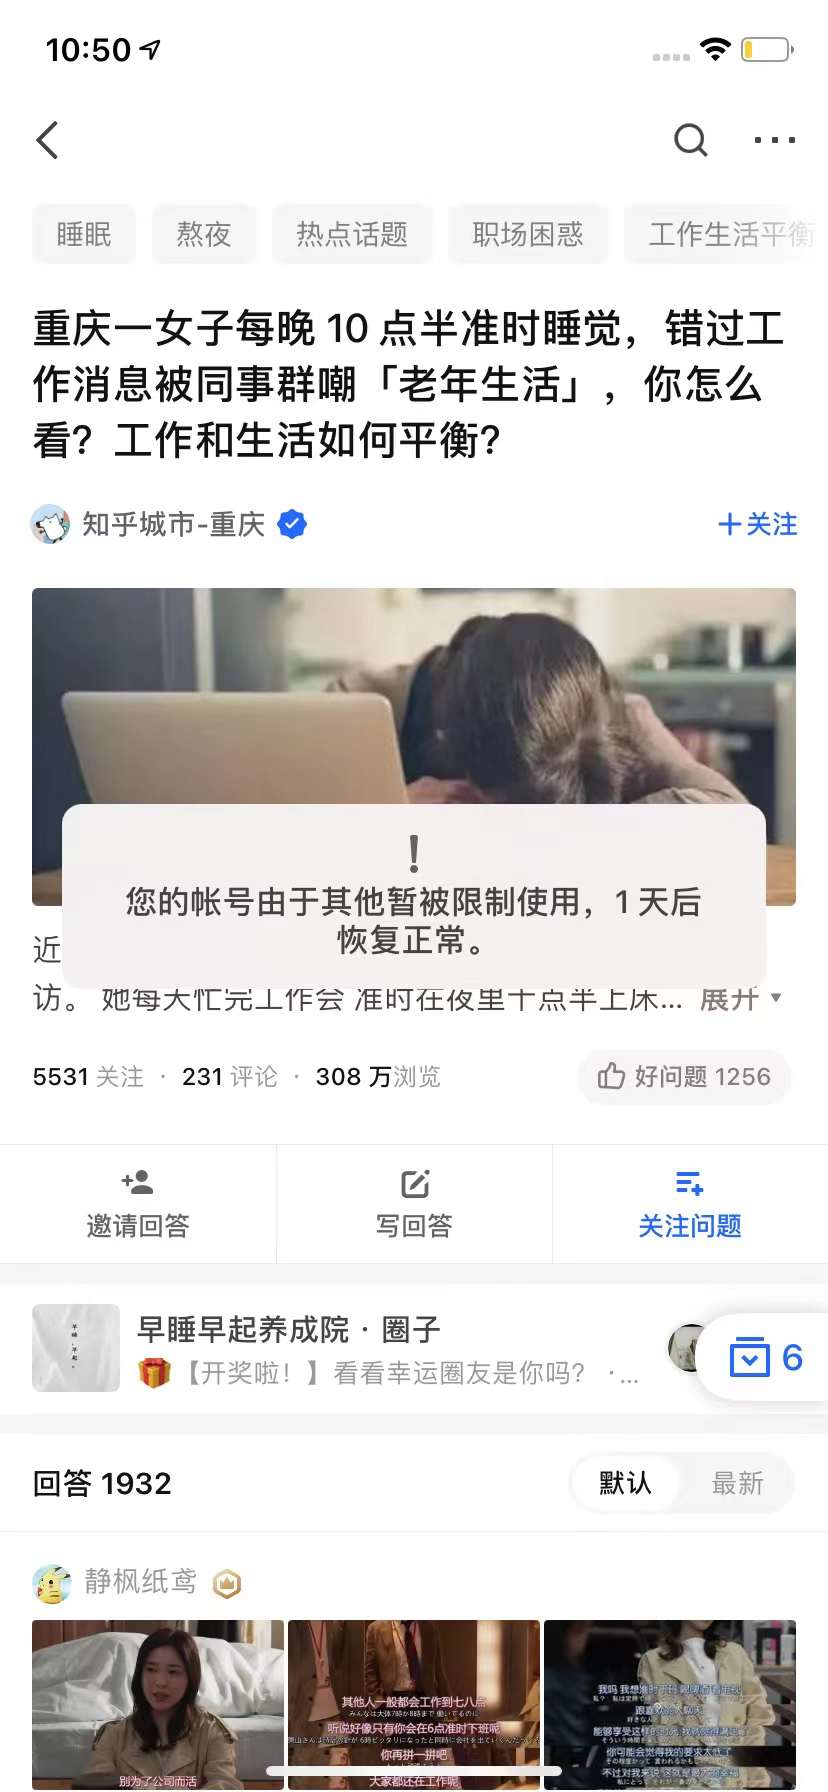 10:50
睡眠
熬夜
热点话题
职场困惑
工作生活平衡
重庆一女子每晚 10 点半准时睡觉，错过工
作消息被同事群嘲「老年生活」，你怎么
看？工作和生活如何平衡？
知乎城市-重庆
+关注
!
您的帐号由于其他暂被限制使用，1 天后
恢复正常。
近
访。 她每天忙完工作会 准时在夜里十点半上床... 展开
5531 关注 · 231 评论 · 308 万浏览
好问题 1256
邀请回答
写回答
关注问题
早睡早起养成院 · 圈子
【开奖啦！】看看幸运圈友是你吗？ ·...
6
回答 1932
默认
最新
静枫纸鸢
别为了公司而活
其他人一般都会工作到七八点
听说好像只有你会在6点准时下班呢
你再拼一拼吧
大家都还在工作呢
我吗 我想准时下班
能够享受这样的时光
你可能会觉得我的要求太低了
不过对我来说 这就是最大的幸福